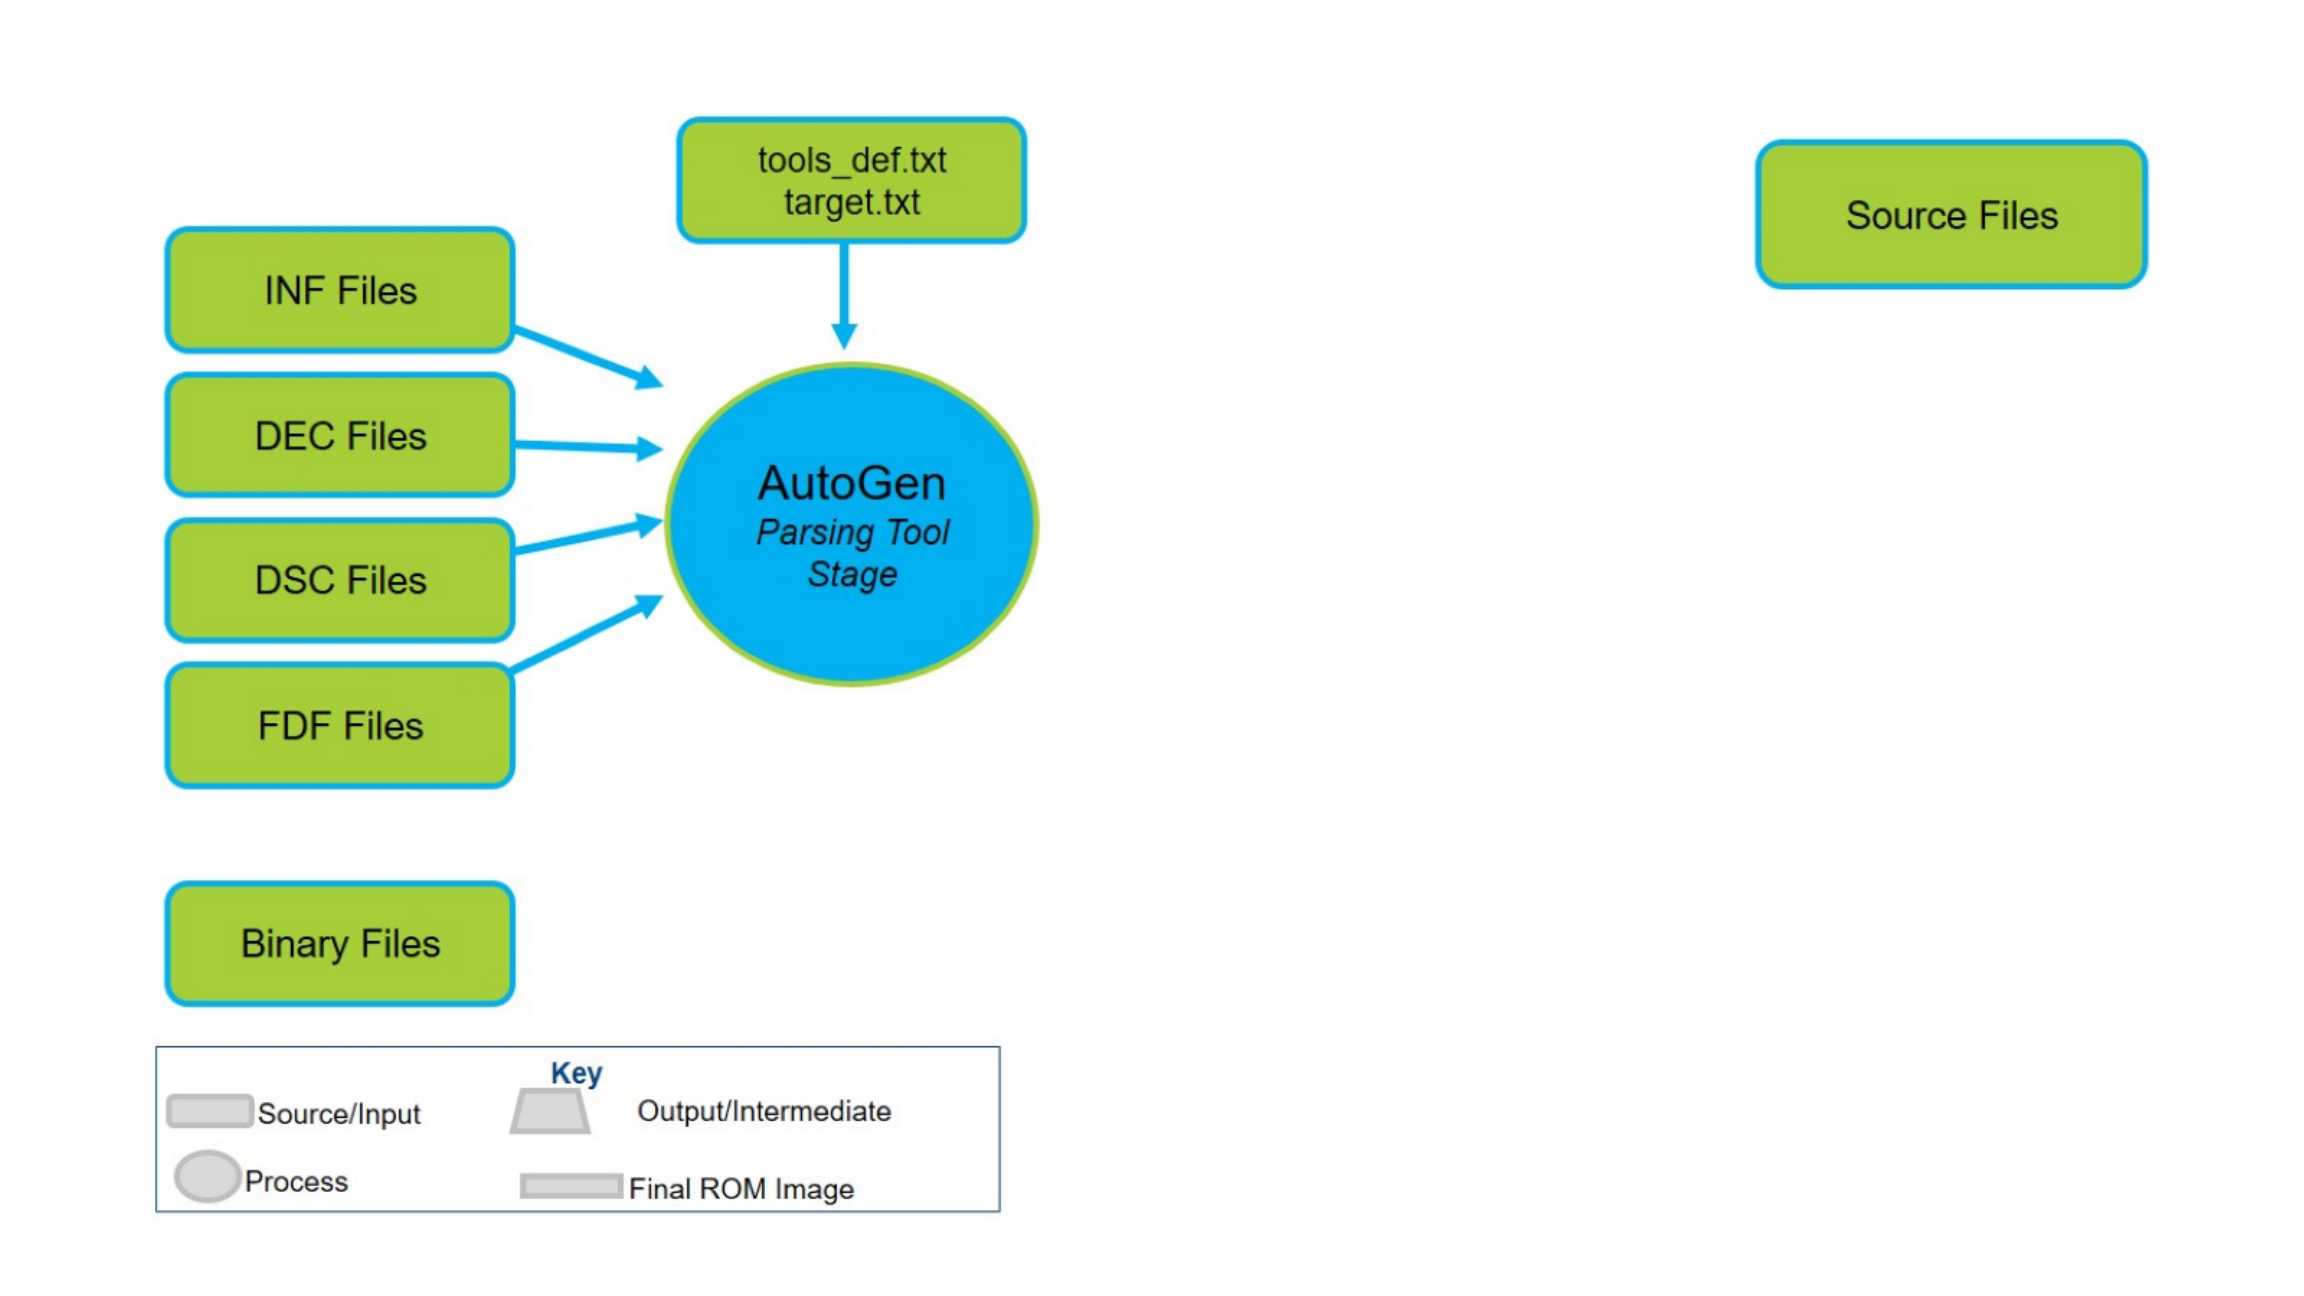 tools_def.txt
target.txt
Source Files
INF Files
DEC Files
DSC Files
FDF Files
AutoGen
Parsing Tool
Stage
Binary Files
Key
Source/Input
Output/Intermediate
Process
Final ROM Image